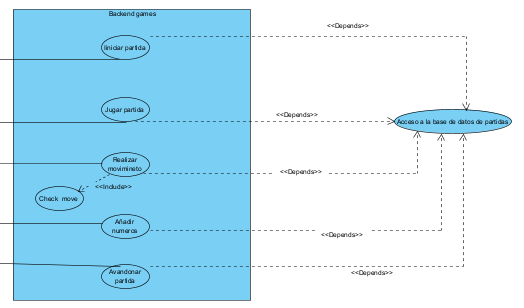 Backend games
<<Depends>>
Iniciar partida
Jugar partida
<<Depends>>
Acceso a la base de datos de partidas
Realizar
movimineto
<<Depends>>
<<Include>>
Check move
Añadir
numeros
<<Depends>>
Avandonar
partida
<<Depends>>